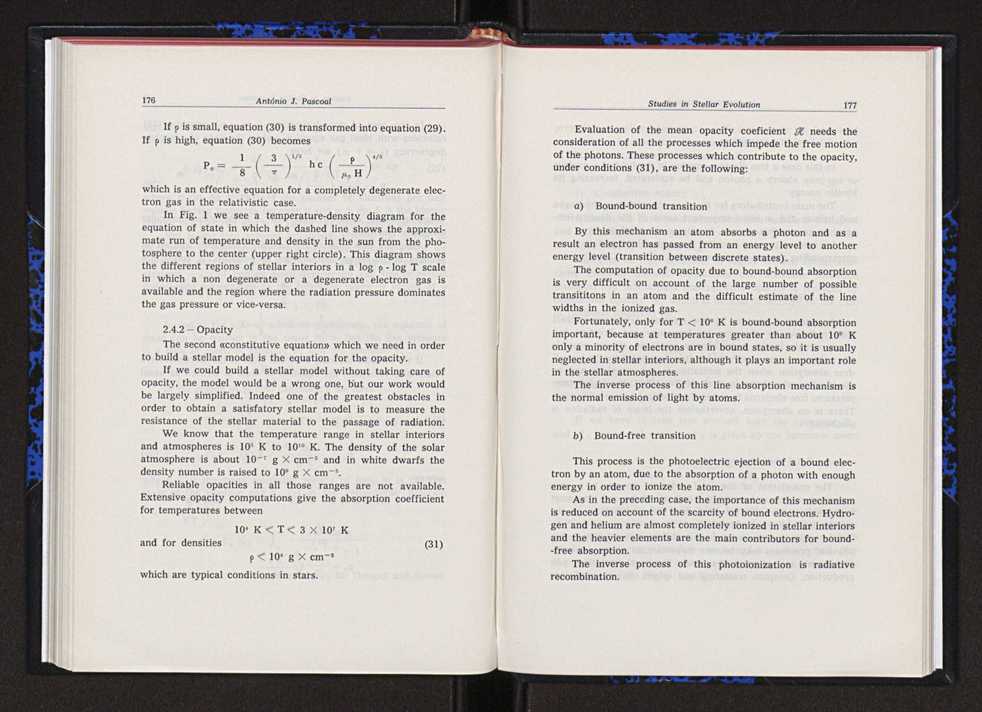 176 António J. Pascoal
If ρ is small, equation (30) is transformed into equation (29).
If ρ is high, equation (30) becomes
Pₑ = 1/8 (3/π)^1/3 h c (ρ/μₑ H)^4/3
which is an effective equation for a completely degenerate elec-
tron gas in the relativistic case.
In Fig. 1 we see a temperature-density diagram for the
equation of state in which the dashed line shows the approxi-
mate run of temperature and density in the sun from the pho-
tosphere to the center (upper right circle). This diagram shows
the different regions of stellar interiors in a log ρ - log T scale
in which a non degenerate or a degenerate electron gas is
available and the region where the radiation pressure dominates
the gas pressure or vice-versa.
2.4.2 — Opacity
The second «constitutive equation» which we need in order
to build a stellar model is the equation for the opacity.
If we could build a stellar model without taking care of
opacity, the model would be a wrong one, but our work would
be largely simplified. Indeed one of the greatest obstacles in
order to obtain a satisfatory stellar model is to measure the
resistance of the stellar material to the passage of radiation.
We know that the temperature range in stellar interiors
and atmospheres is 10³ K to 10¹⁰ K. The density of the solar
atmosphere is about 10⁻⁷ g × cm⁻³ and in white dwarfs the
density number is raised to 10⁹ g × cm⁻³.
Reliable opacities in all those ranges are not available.
Extensive opacity computations give the absorption coefficient
for temperatures between
K < T < 3 × 10⁷ K
and for densities (31)
g × cm⁻³
which are typical conditions in stars.
Studies in Stellar Evolution 177
Evaluation of the mean opacity coeficient ℋ needs the
consideration of all the processes which impede the free motion
of the photons. These processes which contribute to the opacity,
under conditions (31), are the following:
a) Bound-bound transition
By this mechanism an atom absorbs a photon and as a
result an electron has passed from an energy level to another
energy level (transition between discrete states).
The computation of opacity due to bound-bound absorption
is very difficult on account of the large number of possible
transititons in an atom and the difficult estimate of the line
widths in the ionized gas.
Fortunately, only for T < 10⁶ K is bound-bound absorption
important, because at temperatures greater than about 10⁶ K
only a minority of electrons are in bound states, so it is usually
neglected in stellar interiors, although it plays an important role
in the stellar atmospheres.
The inverse process of this line absorption mechanism is
the normal emission of light by atoms.
b) Bound-free transition
This process is the photoelectric ejection of a bound elec-
tron by an atom, due to the absorption of a photon with enough
energy in order to ionize the atom.
As in the preceding case, the importance of this mechanism
is reduced on account of the scarcity of bound electrons. Hydro-
gen and helium are almost completely ionized in stellar interiors
and the heavier elements are the main contributors for bound-
-free absorption.
The inverse process of this photoionization is radiative
recombination.